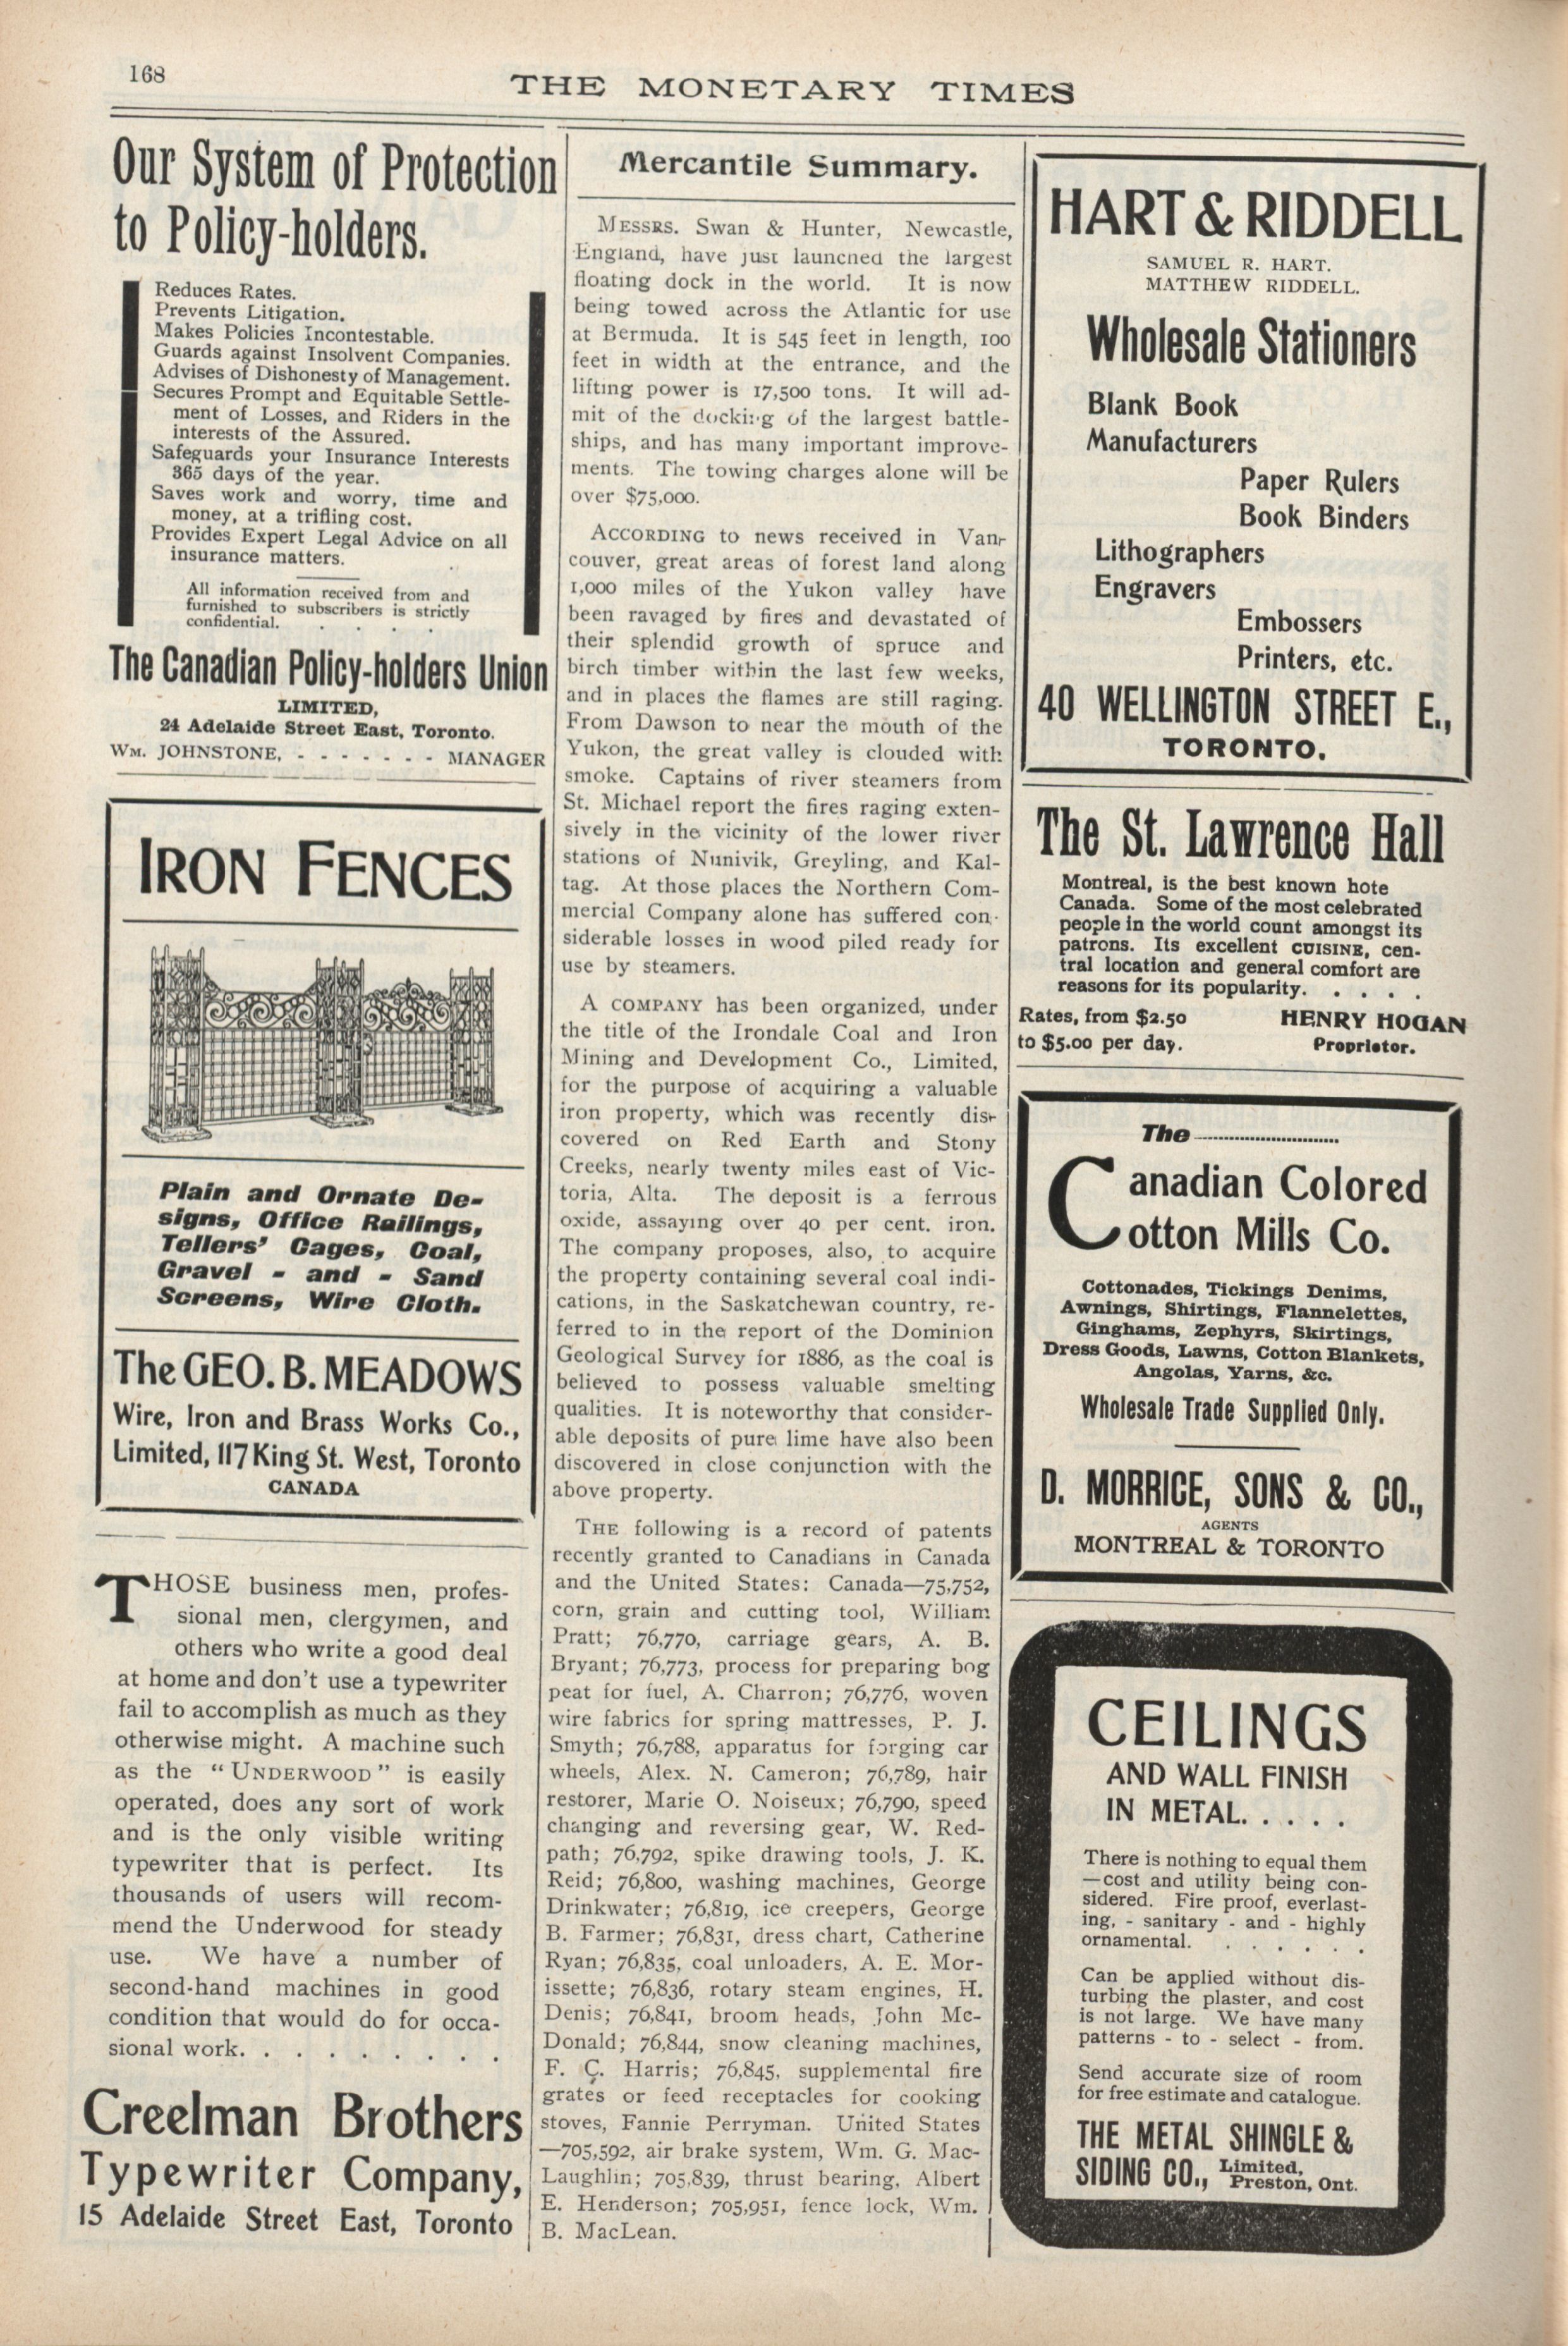 168
THE MONETARY TIMES
Our System of Protection
to Policy-holders.
Reduces Rates.
Prevents Litigation.
Makes Policies Incontestable.
Guards against Insolvent Companies.
Advises of Dishonesty of Management.
Secures Prompt and Equitable Settle-
ment of Losses, and Riders in the
interests of the Assured.
Safeguards your Insurance Interests
365 days of the year.
Saves work and worry, time and
money, at a trifling cost.
Provides Expert Legal Advice on all
insurance matters.
All information received from and
furnished to subscribers is strictly
confidential. . . . .
The Canadian Policy-holders Union
LIMITED,
24 Adelaide Street East, Toronto.
WM. JOHNSTONE, - - - - - - - MANAGER
IRON FENCES
Plain and Ornate De-
signs, Office Railings,
Tellers' Cages, Coal,
Gravel - and - Sand
Screens, Wire Cloth.
The GEO. B. MEADOWS
Wire, Iron and Brass Works Co.,
Limited, 117 King St. West, Toronto
CANADA
THOSE business men, profes-
sional men, clergymen, and
others who write a good deal
at home and don't use a typewriter
fail to accomplish as much as they
otherwise might. A machine such
as the "UNDERWOOD" is easily
operated, does any sort of work
and is the only visible writing
typewriter that is perfect. Its
thousands of users will recom-
mend the Underwood for steady
use. We have a number of
second-hand machines in good
condition that would do for occa-
sional work. . . . . . . . .
Creelman Brothers
Typewriter Company,
15 Adelaide Street East, Toronto
Mercantile Summary.
MESSRS. Swan & Hunter, Newcastle,
England, have just launched the largest
floating dock in the world. It is now
being towed across the Atlantic for use
at Bermuda. It is 545 feet in length, 100
feet in width at the entrance, and the
lifting power is 17,500 tons. It will ad-
mit of the docking of the largest battle-
ships, and has many important improve-
ments. The towing charges alone will be
over $75,000.
ACCORDING to news received in Van-
couver, great areas of forest land along
1,000 miles of the Yukon valley have
been ravaged by fires and devastated of
their splendid growth of spruce and
birch timber within the last few weeks,
and in places the flames are still raging.
From Dawson to near the mouth of the
Yukon, the great valley is clouded with
smoke. Captains of river steamers from
St. Michael report the fires raging exten-
sively in the vicinity of the lower river
stations of Nunivik, Greyling, and Kal-
tag. At those places the Northern Com-
mercial Company alone has suffered con-
siderable losses in wood piled ready for
use by steamers.
A COMPANY has been organized, under
the title of the Irondale Coal and Iron
Mining and Development Co., Limited,
for the purpose of acquiring a valuable
iron property, which was recently dis-
covered on Red Earth and Stony
Creeks, nearly twenty miles east of Vic-
toria, Alta. The deposit is a ferrous
oxide, assaying over 40 per cent. iron.
The company proposes, also, to acquire
the property containing several coal indi-
cations, in the Saskatchewan country, re-
ferred to in the report of the Dominion
Geological Survey for 1886, as the coal is
believed to possess valuable smelting
qualities. It is noteworthy that consider-
able deposits of pure lime have also been
discovered in close conjunction with the
above property.
THE following is a record of patents
recently granted to Canadians in Canada
and the United States: Canada—75,752,
corn, grain and cutting tool, William
Pratt; 76,770, carriage gears, A. B.
Bryant; 76,773, process for preparing bog
peat for fuel, A. Charron; 76,776, woven
wire fabrics for spring mattresses, P. J.
Smyth; 76,788, apparatus for forging car
wheels, Alex. N. Cameron; 76,789, hair
restorer, Marie O. Noiseux; 76,790, speed
changing and reversing gear, W. Red-
path; 76,792, spike drawing tools, J. K.
Reid; 76,800, washing machines, George
Drinkwater; 76,819, ice creepers, George
B. Farmer; 76,831, dress chart, Catherine
Ryan; 76,835, coal unloaders, A. E. Mor-
issette; 76,836, rotary steam engines, H.
Denis; 76,841, broom heads, John Mc-
Donald; 76,844, snow cleaning machines,
F. C. Harris; 76,845, supplemental fire
grates or feed receptacles for cooking
stoves, Fannie Perryman. United States
—705,592, air brake system, Wm. G. Mac-
Laughlin; 705,839, thrust bearing, Albert
E. Henderson; 705,951, fence lock, Wm.
B. MacLean.
HART & RIDDELL
SAMUEL R. HART.
MATTHEW RIDDELL.
Wholesale Stationers
Blank Book
Manufacturers
Paper Rulers
Book Binders
Lithographers
Engravers
Embossers
Printers, etc.
40 WELLINGTON STREET E.,
TORONTO.
The St. Lawrence Hall
Montreal, is the best known hote
Canada. Some of the most celebrated
people in the world count amongst its
patrons. Its excellent CUISINE, cen-
tral location and general comfort are
reasons for its popularity. . . . .
Rates, from $2.50 HENRY HOGAN
to $5.00 per day. Proprietor.
The
Canadian Colored
Cotton Mills Co.
Cottonades, Tickings Denims,
Awnings, Shirtings, Flannelettes,
Ginghams, Zephyrs, Skirtings,
Dress Goods, Lawns, Cotton Blankets,
Angolas, Yarns, &c.
Wholesale Trade Supplied Only.
D. MORRICE, SONS & CO.,
AGENTS
MONTREAL & TORONTO
CEILINGS
AND WALL FINISH
IN METAL. . . . .
There is nothing to equal them
—cost and utility being con-
sidered. Fire proof, everlast-
ing, - sanitary - and - highly
ornamental. . . . . . .
Can be applied without dis-
turbing the plaster, and cost
is not large. We have many
patterns - to - select - from.
Send accurate size of room
for free estimate and catalogue.
THE METAL SHINGLE &
SIDING CO., Limited,
Preston, Ont.